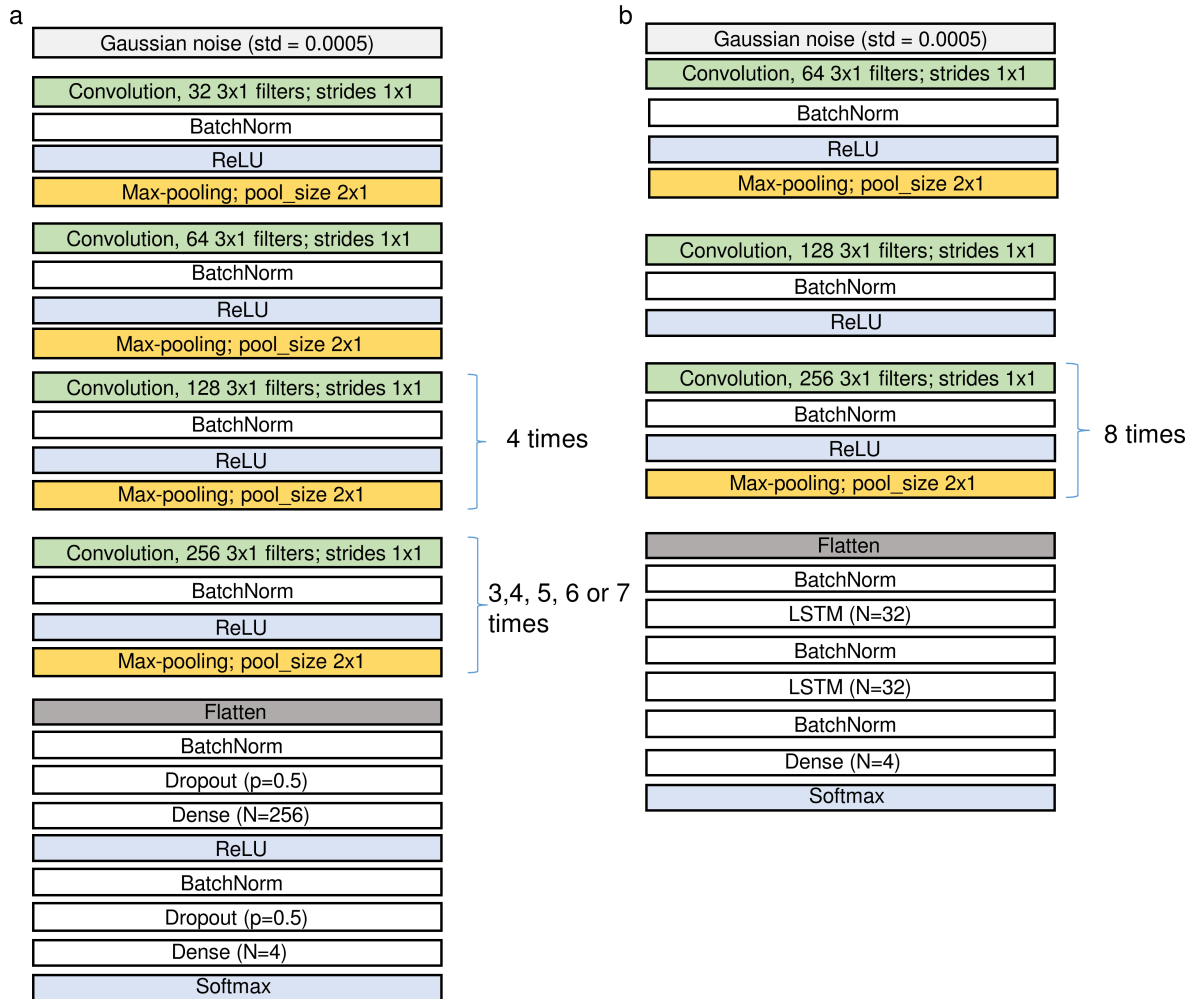 a
Gaussian noise (std = 0.0005)
Convolution, 32 3x1 filters; strides 1x1
BatchNorm
ReLU
Max-pooling; pool_size 2x1
Convolution, 64 3x1 filters; strides 1x1
BatchNorm
ReLU
Max-pooling; pool_size 2x1
Convolution, 128 3x1 filters; strides 1x1
BatchNorm
ReLU
Max-pooling; pool_size 2x1
4 times
Convolution, 256 3x1 filters; strides 1x1
BatchNorm
ReLU
Max-pooling; pool_size 2x1
3,4, 5, 6 or 7
times
Flatten
BatchNorm
Dropout (p=0.5)
Dense (N=256)
ReLU
BatchNorm
Dropout (p=0.5)
Dense (N=4)
Softmax
b
Gaussian noise (std = 0.0005)
Convolution, 64 3x1 filters; strides 1x1
BatchNorm
ReLU
Max-pooling; pool_size 2x1
Convolution, 128 3x1 filters; strides 1x1
BatchNorm
ReLU
Convolution, 256 3x1 filters; strides 1x1
BatchNorm
ReLU
Max-pooling; pool_size 2x1
8 times
Flatten
BatchNorm
LSTM (N=32)
BatchNorm
LSTM (N=32)
BatchNorm
Dense (N=4)
Softmax